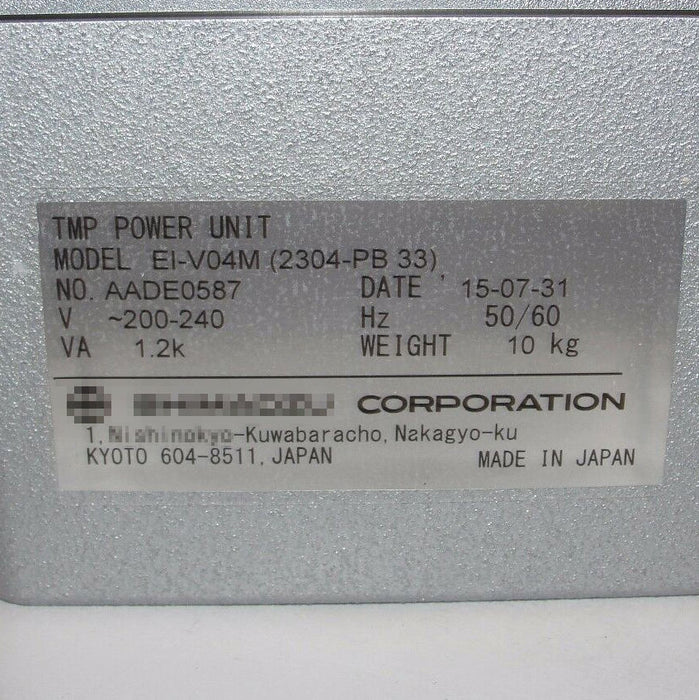 TMP POWER UNIT
MODEL EI-V04M (2304-PB 33)
NO. AADE0587 DATE ' 15-07-31
V ~200-240 Hz 50/60
VA 1.2k WEIGHT 10 kg
CORPORATION
1, Nishinokyo-Kuwabaracho, Nakagyo-ku
KYOTO 604-8511, JAPAN MADE IN JAPAN